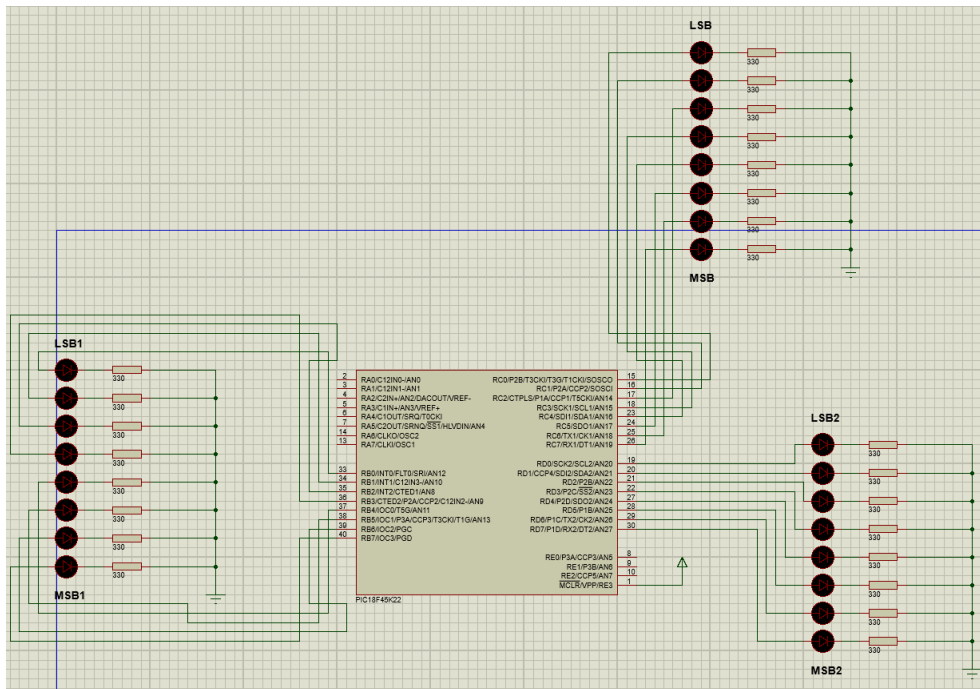 LSB
330
330
330
330
330
330
330
330
MSB
LSB1
330
330
330
330
330
330
330
330
MSB1
2 RA0/C12IN0-/AN0
3 RA1/C12IN1-/AN1
4 RA2/C2IN+/AN2/DACOUT/VREF-
5 RA3/C1IN+/AN3/VREF+
6 RA4/C1OUT/SRQ/T0CKI
7 RA5/C2OUT/SRNQ/SS1/HLVDIN/AN4
14 RA6/CLKO/OSC2
13 RA7/CLKI/OSC1
33 RB0/INT0/FLT0/SRI/AN12
34 RB1/INT1/C12IN3-/AN10
35 RB2/INT2/CTED1/AN8
36 RB3/CTED2/P2A/CCP2/C12IN2-/AN9
37 RB4/IOC0/T5G/AN11
38 RB5/IOC1/P3A/CCP3/T3CKI/T1G/AN13
39 RB6/IOC2/PGC
40 RB7/IOC3/PGD
RC0/P2B/T3CKI/T3G/T1CKI/SOSCO 15
RC1/P2A/CCP2/SOSCI 16
RC2/CTPLS/P1A/CCP1/T5CKI/AN14 17
RC3/SCK1/SCL1/AN15 18
RC4/SDI1/SDA1/AN16 23
RC5/SDO1/AN17 24
RC6/TX1/CK1/AN18 25
RC7/RX1/DT1/AN19 26
RD0/SCK2/SCL2/AN20 19
RD1/CCP4/SDI2/SDA2/AN21 20
RD2/P2B/AN22 21
RD3/P2C/SS2/AN23 22
RD4/P2D/SDO2/AN24 27
RD5/P1B/AN25 28
RD6/P1C/TX2/CK2/AN26 29
RD7/P1D/RX2/DT2/AN27 30
RE0/P3A/CCP3/AN5 8
RE1/P3B/AN6 9
RE2/CCP5/AN7 10
MCLR/VPP/RE3 1
PIC18F45K22
LSB2
330
330
330
330
330
330
330
330
MSB2